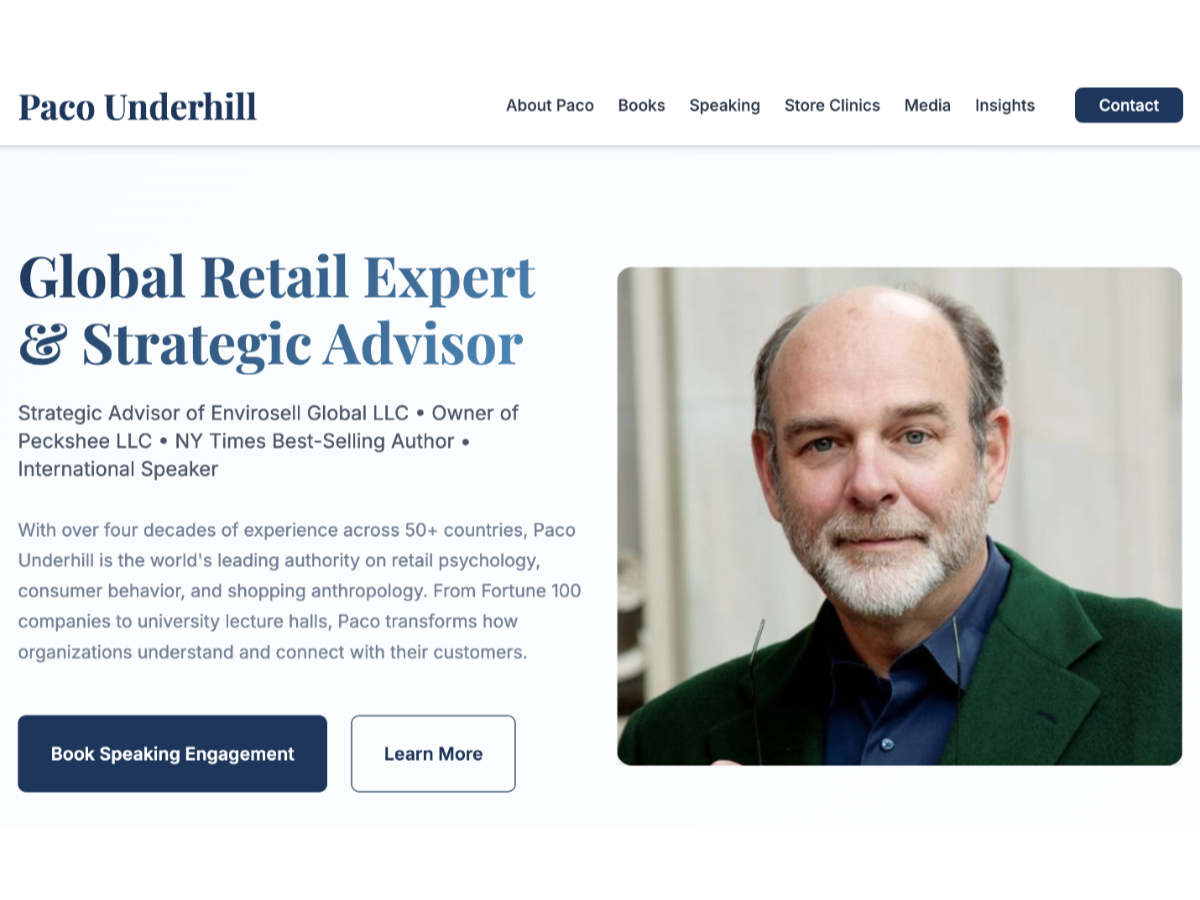 Paco Underhill
About Paco
Books
Speaking
Store Clinics
Media
Insights
Contact
Global Retail Expert
& Strategic Advisor
Strategic Advisor of Envirosell Global LLC • Owner of
Peckshee LLC • NY Times Best-Selling Author •
International Speaker
With over four decades of experience across 50+ countries, Paco
Underhill is the world's leading authority on retail psychology,
consumer behavior, and shopping anthropology. From Fortune 100
companies to university lecture halls, Paco transforms how
organizations understand and connect with their customers.
Book Speaking Engagement
Learn More